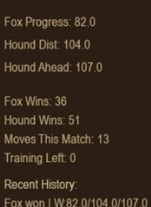 Fox Progress: 82.0
Hound Dist: 104.0
Hound Ahead: 107.0
Fox Wins: 36
Hound Wins: 51
Moves This Match: 13
Training Left: 0
Recent History:
Fox won | W:82.0/104.0/107.0